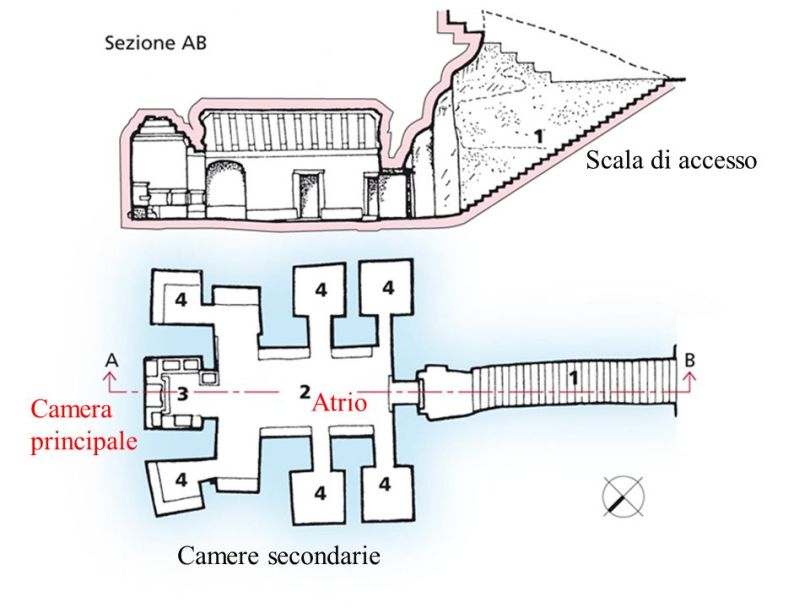 Sezione AB
1
Scala di accesso
4
4
4
A
B
3
2
Atrio
1
Camera
principale
4
4
4
Camere secondarie